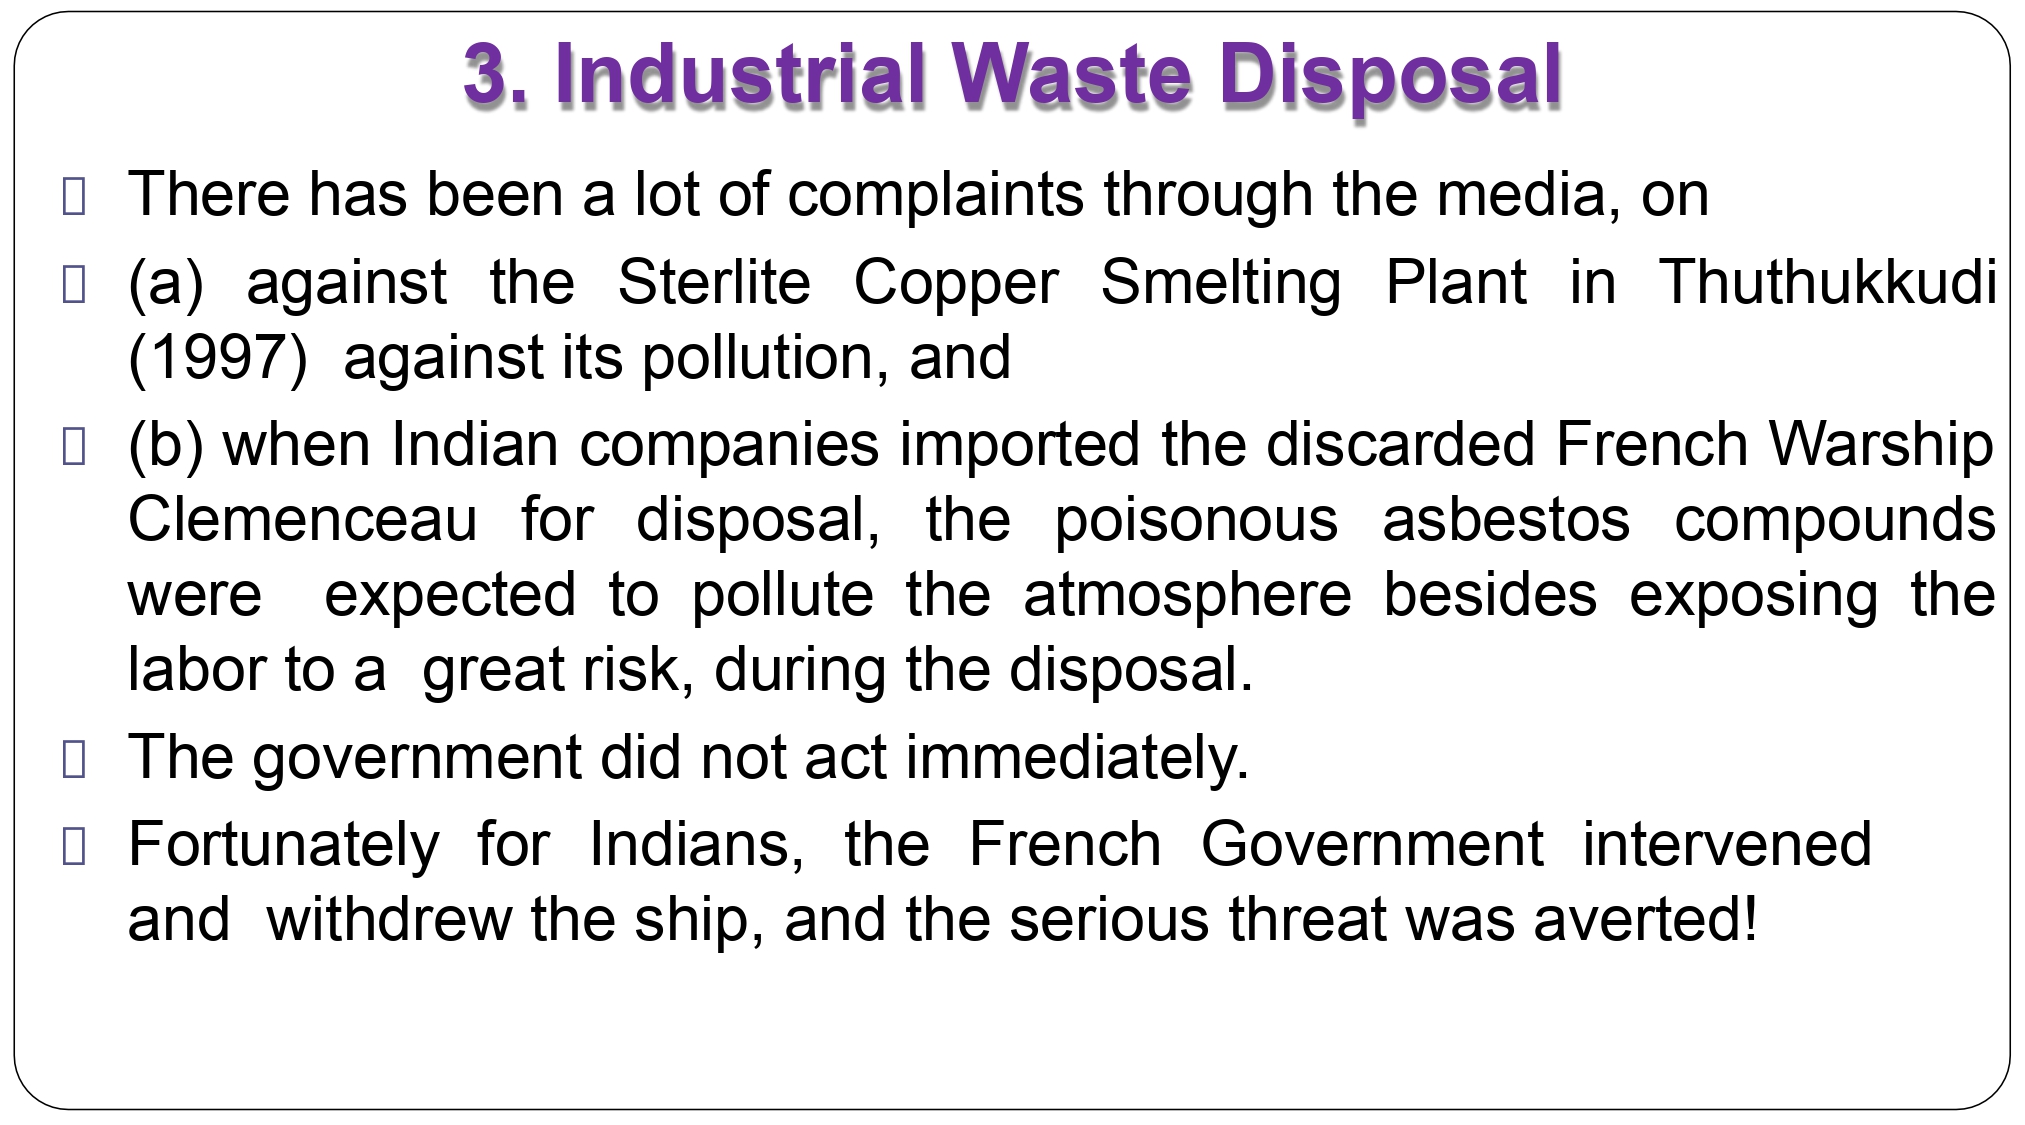 3. Industrial Waste Disposal
There has been a lot of complaints through the media, on
(a) against the Sterlite Copper Smelting Plant in Thuthukkudi
(1997) against its pollution, and
(b) when Indian companies imported the discarded French Warship
Clemenceau for disposal, the poisonous asbestos compounds
were expected to pollute the atmosphere besides exposing the
labor to a great risk, during the disposal.
The government did not act immediately.
Fortunately for Indians, the French Government intervened
and withdrew the ship, and the serious threat was averted!